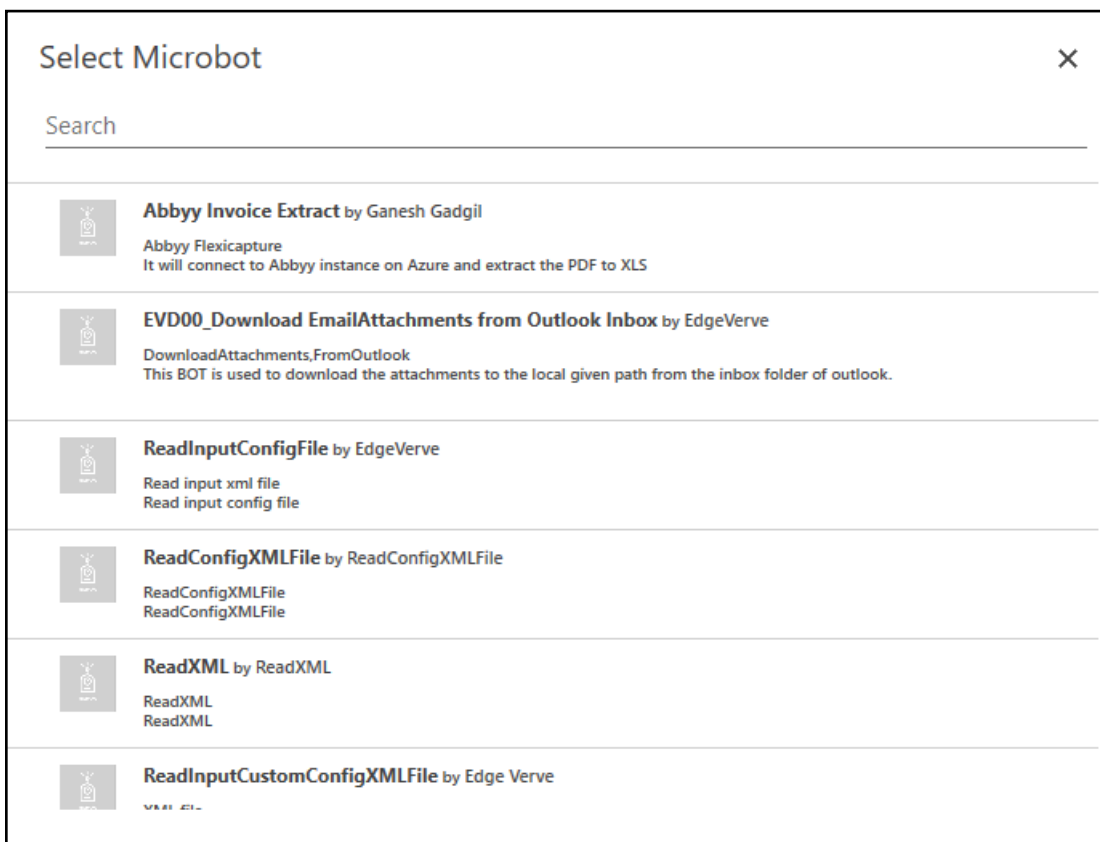 Select Microbot
Search
Abbyy Invoice Extract by Ganesh Gadgil
Abbyy Flexicapture
It will connect to Abbyy instance on Azure and extract the PDF to XLS
EVD00_Download EmailAttachments from Outlook Inbox by EdgeVerve
DownloadAttachments,FromOutlook
This BOT is used to download the attachments to the local given path from the inbox folder of outlook.
ReadInputConfigFile by EdgeVerve
Read input xml file
Read input config file
ReadConfigXMLFile by ReadConfigXMLFile
ReadConfigXMLFile
ReadConfigXMLFile
ReadXML by ReadXML
ReadXML
ReadXML
ReadInputCustomConfigXMLFile by Edge Verve
XML file